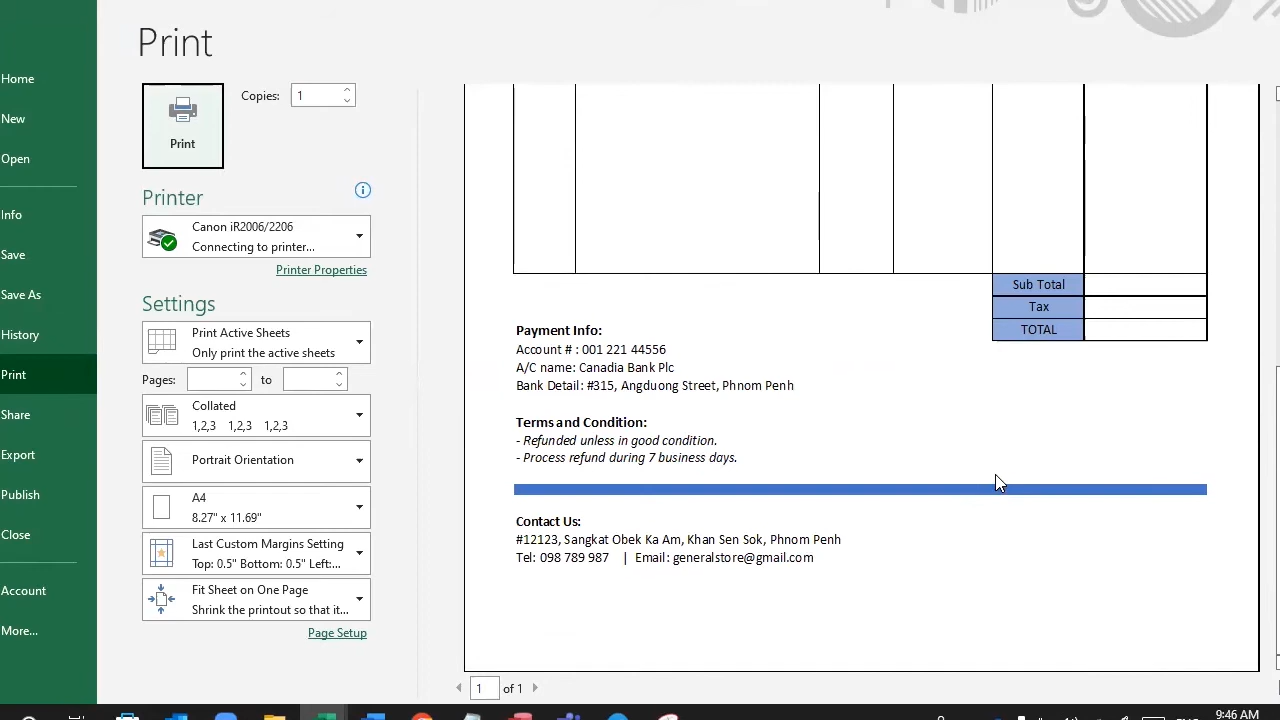 Print
Home
New
Open
Info
Save
Save As
History
Print
Share
Export
Publish
Close
Account
More...
Print
Copies: 1
Printer
Canon iR2006/2206
Connecting to printer...
Printer Properties
Settings
Print Active Sheets
Only print the active sheets
Pages: to
Collated
1,2,3 1,2,3 1,2,3
Portrait Orientation
A4
8.27" x 11.69"
Last Custom Margins Setting
Top: 0.5" Bottom: 0.5" Left:...
Fit Sheet on One Page
Shrink the printout so that it...
Page Setup
Sub Total
Tax
TOTAL
Payment Info:
Account # : 001 221 44556
A/C name: Canadia Bank Plc
Bank Detail: #315, Angduong Street, Phnom Penh
Terms and Condition:
- Refunded unless in good condition.
- Process refund during 7 business days.
Contact Us:
#12123, Sangkat Obek Ka Am, Khan Sen Sok, Phnom Penh
Tel: 098 789 987 | Email: generalstore@gmail.com
1 of 1
9:46 AM